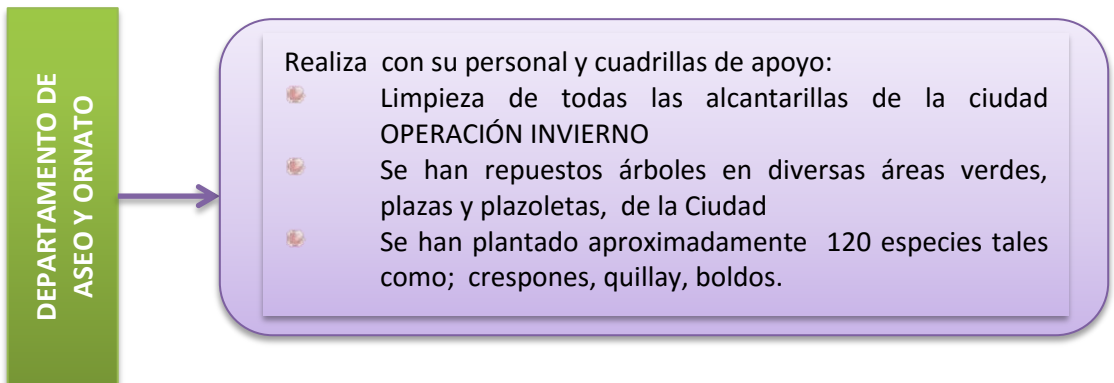 DEPARTAMENTO DE
ASEO Y ORNATO
Realiza con su personal y cuadrillas de apoyo:
Limpieza de todas las alcantarillas de la ciudad
OPERACIÓN INVIERNO
Se han repuestos árboles en diversas áreas verdes,
plazas y plazoletas, de la Ciudad
Se han plantado aproximadamente 120 especies tales
como; crespones, quillay, boldos.